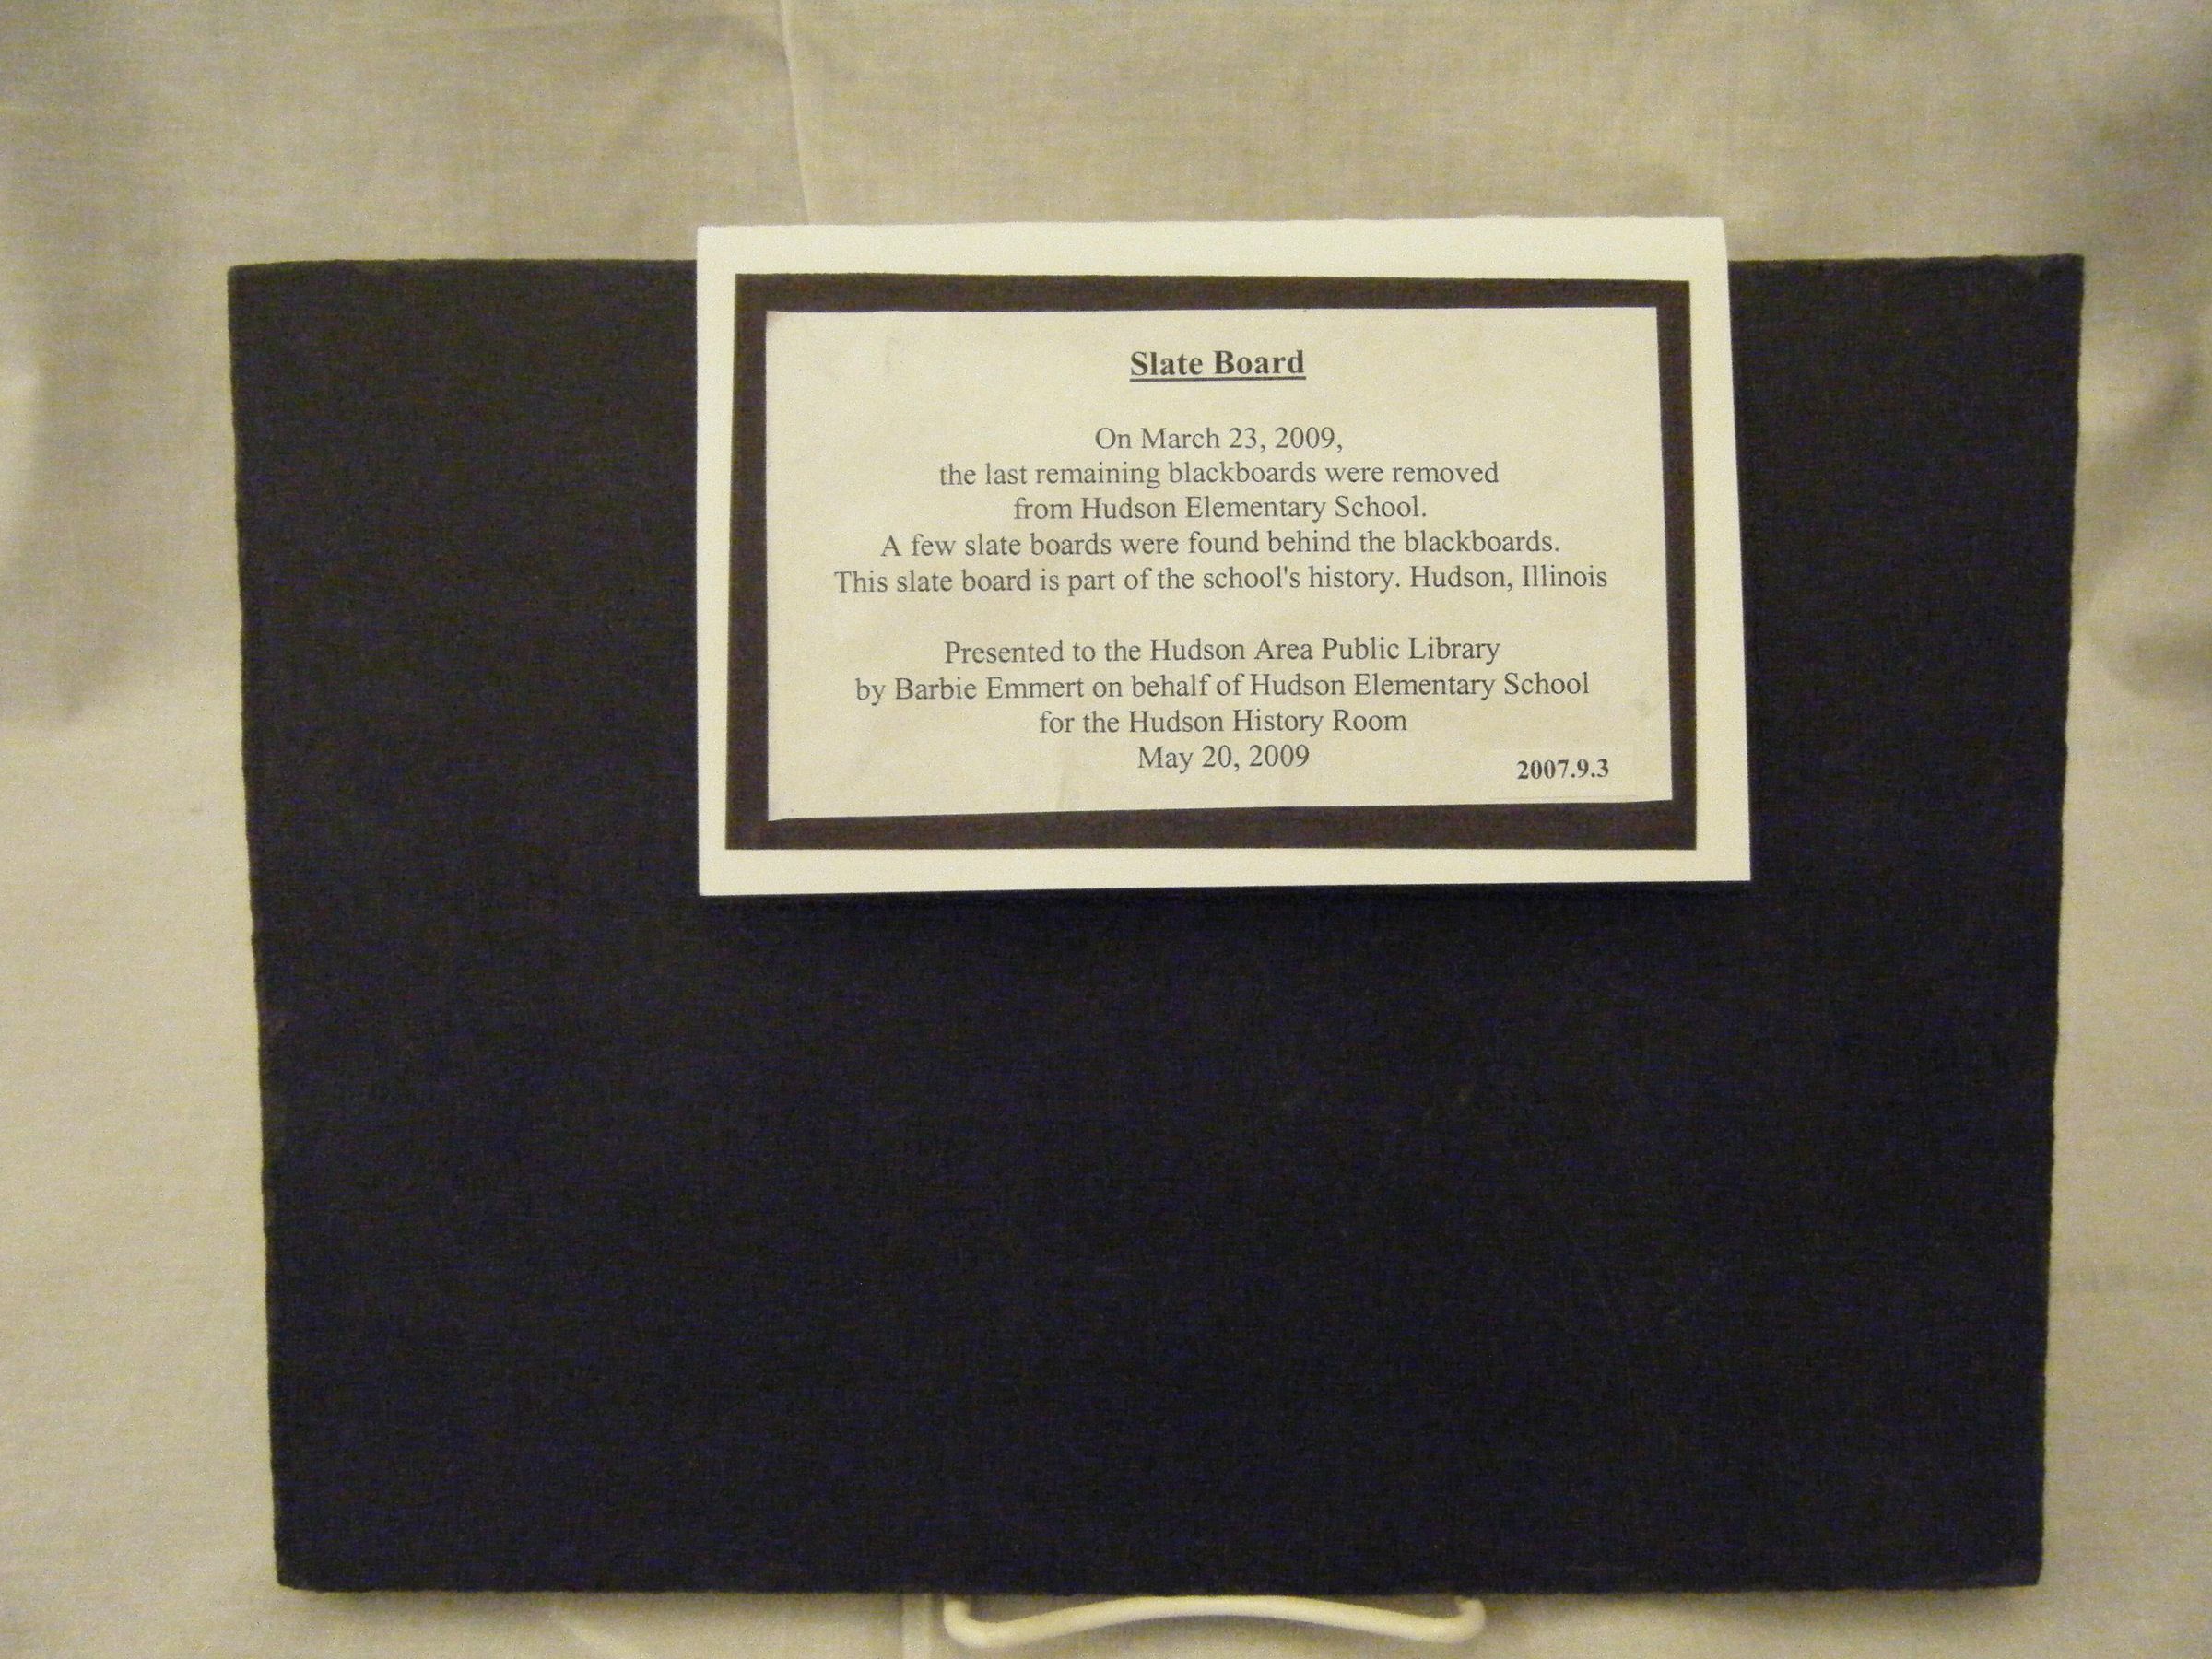 Slate Board
On March 23, 2009,
the last remaining blackboards were removed
from Hudson Elementary School.
A few slate boards were found behind the blackboards.
This slate board is part of the school's history. Hudson, Illinois
Presented to the Hudson Area Public Library
by Barbie Emmert on behalf of Hudson Elementary School
for the Hudson History Room
May 20, 2009
2007.9.3